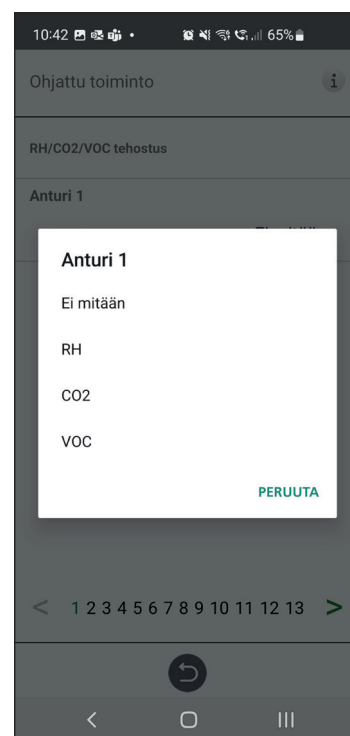 10:42 65%
Ohjattu toiminto
RH/CO2/VOC tehostus
Anturi 1
Anturi 1
Ei mitään
RH
CO2
VOC
PERUUTA
< 1 2 3 4 5 6 7 8 9 10 11 12 13 >